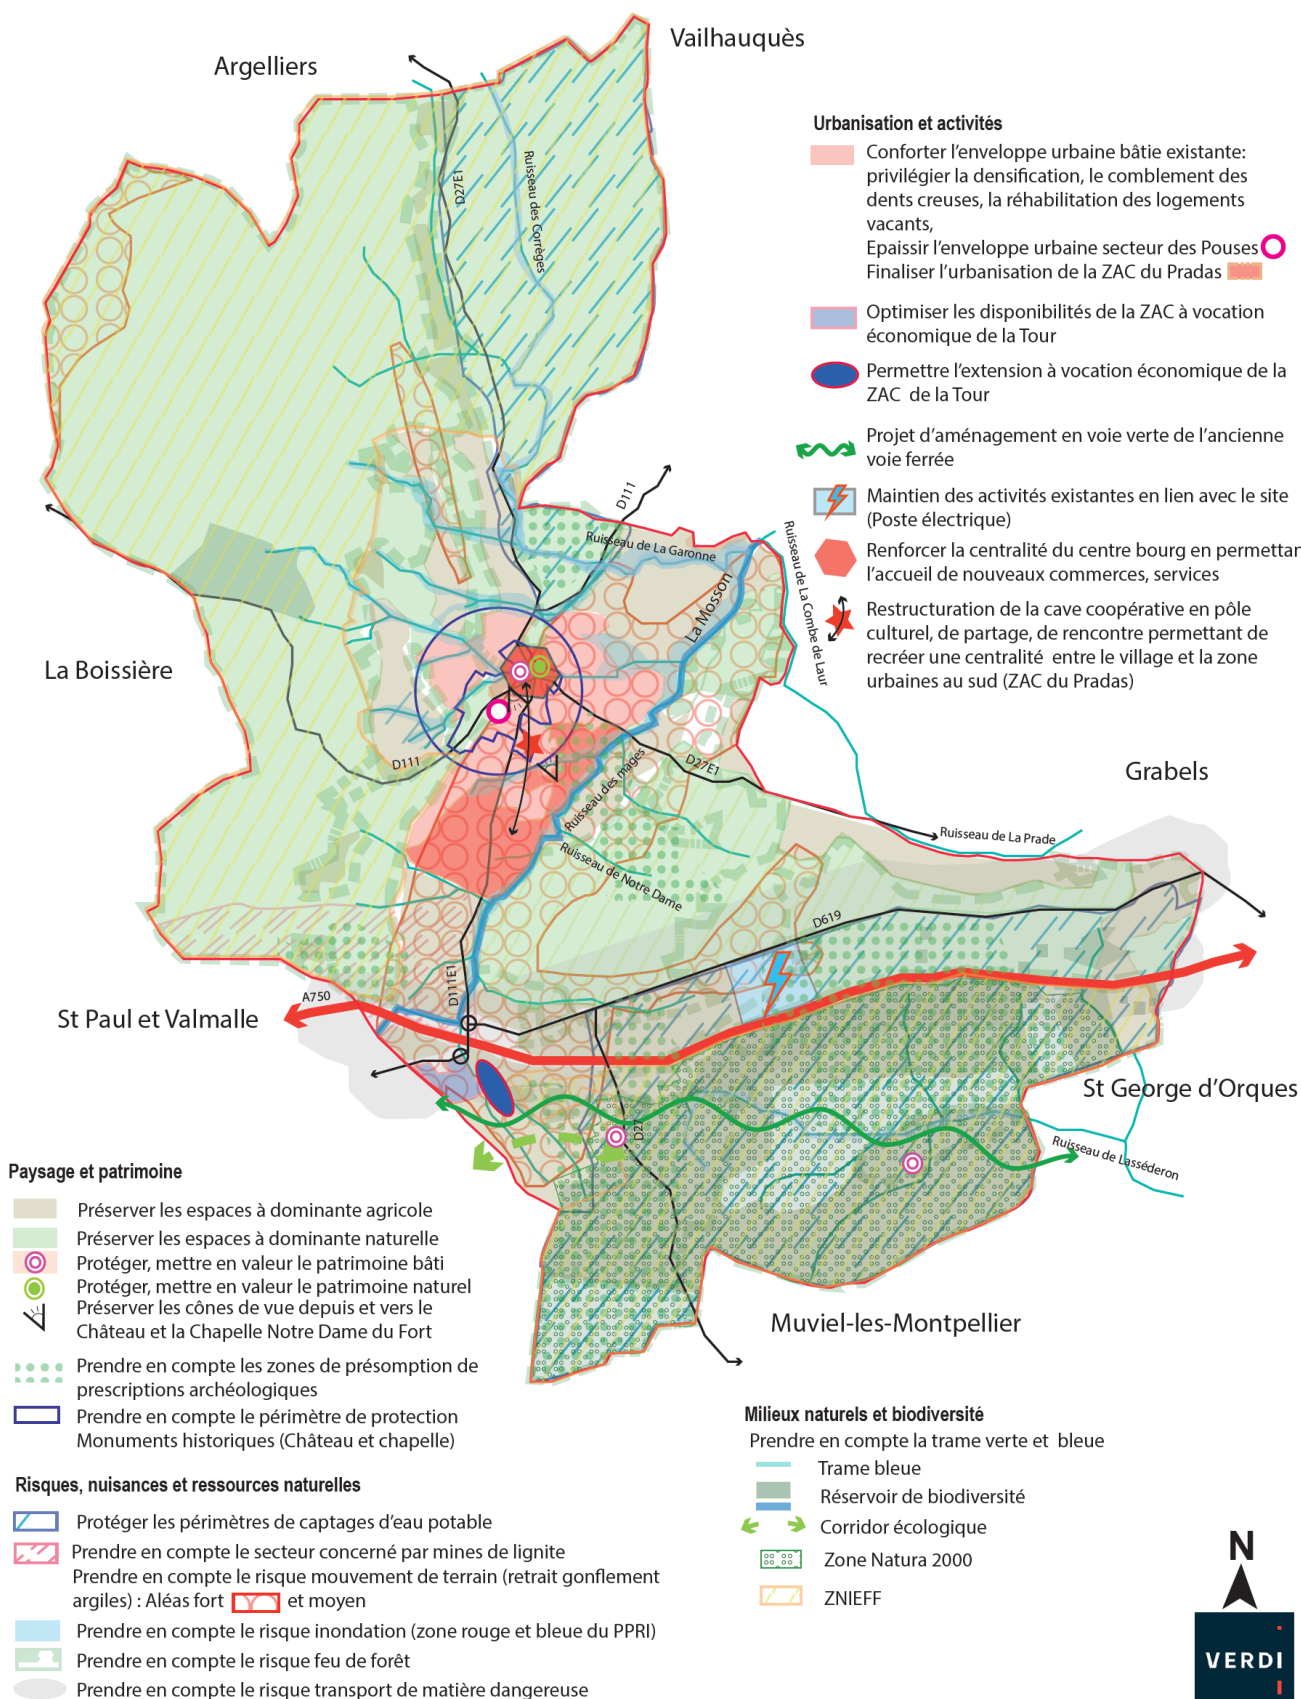 Vailhauquès
Argelliers
Urbanisation et activités
Conforter l'enveloppe urbaine bâtie existante:
privilégier la densification, le comblement des
dents creuses, la réhabilitation des logements
vacants,
Epaissir l'enveloppe urbaine secteur des Pouses
Finaliser l'urbanisation de la ZAC du Pradas
Optimiser les disponibilités de la ZAC à vocation
économique de la Tour
Permettre l'extension à vocation économique de la
ZAC de la Tour
Projet d'aménagement en voie verte de l'ancienne
voie ferrée
Maintien des activités existantes en lien avec le site
(Poste électrique)
Renforcer la centralité du centre bourg en permettan
l'accueil de nouveaux commerces, services
Restructuration de la cave coopérative en pôle
culturel, de partage, de rencontre permettant de
recréer une centralité entre le village et la zone
urbaines au sud (ZAC du Pradas)
D27E1
Ruisseau des Corrèges
D111
Ruisseau de La Garonne
La Mosson
Ruisseau de La Combe de Laur
La Boissière
D111
D27E1
Ruisseau des mages
Grabels
Ruisseau de La Prade
Ruisseau de Notre Dame
D619
D111E1
A750
St Paul et Valmalle
St George d'Orques
D27
Ruisseau de Lasséderon
Muviel-les-Montpellier
Paysage et patrimoine
Préserver les espaces à dominante agricole
Préserver les espaces à dominante naturelle
Protéger, mettre en valeur le patrimoine bâti
Protéger, mettre en valeur le patrimoine naturel
Préserver les cônes de vue depuis et vers le
Château et la Chapelle Notre Dame du Fort
Prendre en compte les zones de présomption de
prescriptions archéologiques
Prendre en compte le périmètre de protection
Monuments historiques (Château et chapelle)
Risques, nuisances et ressources naturelles
Protéger les périmètres de captages d'eau potable
Prendre en compte le secteur concerné par mines de lignite
Prendre en compte le risque mouvement de terrain (retrait gonflement
argiles) : Aléas fort et moyen
Prendre en compte le risque inondation (zone rouge et bleue du PPRI)
Prendre en compte le risque feu de forêt
Prendre en compte le risque transport de matière dangereuse
Milieux naturels et biodiversité
Prendre en compte la trame verte et bleue
Trame bleue
Réservoir de biodiversité
Corridor écologique
Zone Natura 2000
ZNIEFF
N
VERDI